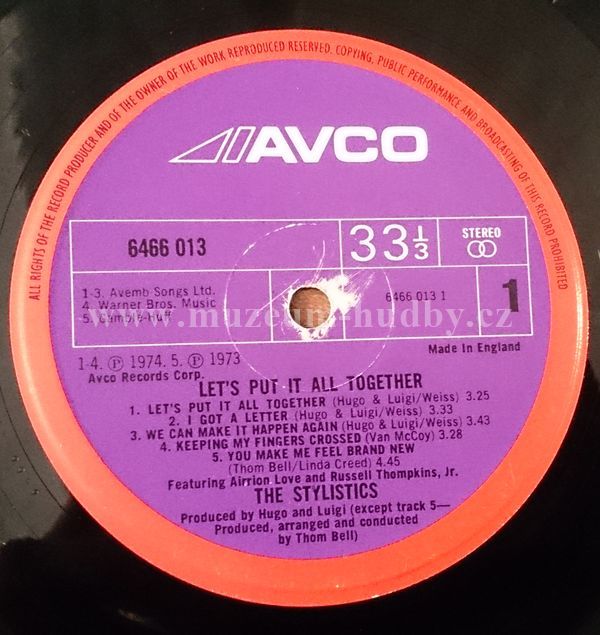 ALL RIGHTS OF THE RECORD PRODUCER AND OF THE OWNER OF THE WORK REPRODUCED RESERVED. COPYING, PUBLIC PERFORMANCE AND BROADCASTING OF THIS RECORD PROHIBITED
AVCO
6466 013
33 1/3
STEREO
1-3. Avemb Songs Ltd.
4. Warner Bros. Music
5. Gamble-huff
6466 013 1
1
www.muzeum-hudby.cz
Made in England
1-4. Ⓟ 1974. 5. Ⓟ 1973
Avco Records Corp.
LET'S PUT IT ALL TOGETHER
1. LET'S PUT IT ALL TOGETHER (Hugo & Luigi/Weiss) 3.25
2. I GOT A LETTER (Hugo & Luigi/Weiss) 3.33
3. WE CAN MAKE IT HAPPEN AGAIN (Hugo & Luigi/Weiss) 3.43
4. KEEPING MY FINGERS CROSSED (Van McCoy) 3.28
5. YOU MAKE ME FEEL BRAND NEW
(Thom Bell/Linda Creed) 4.45
Featuring Airrion Love and Russell Thompkins, Jr.
THE STYLISTICS
Produced by Hugo and Luigi (except track 5—
Produced, arranged and conducted
by Thom Bell)